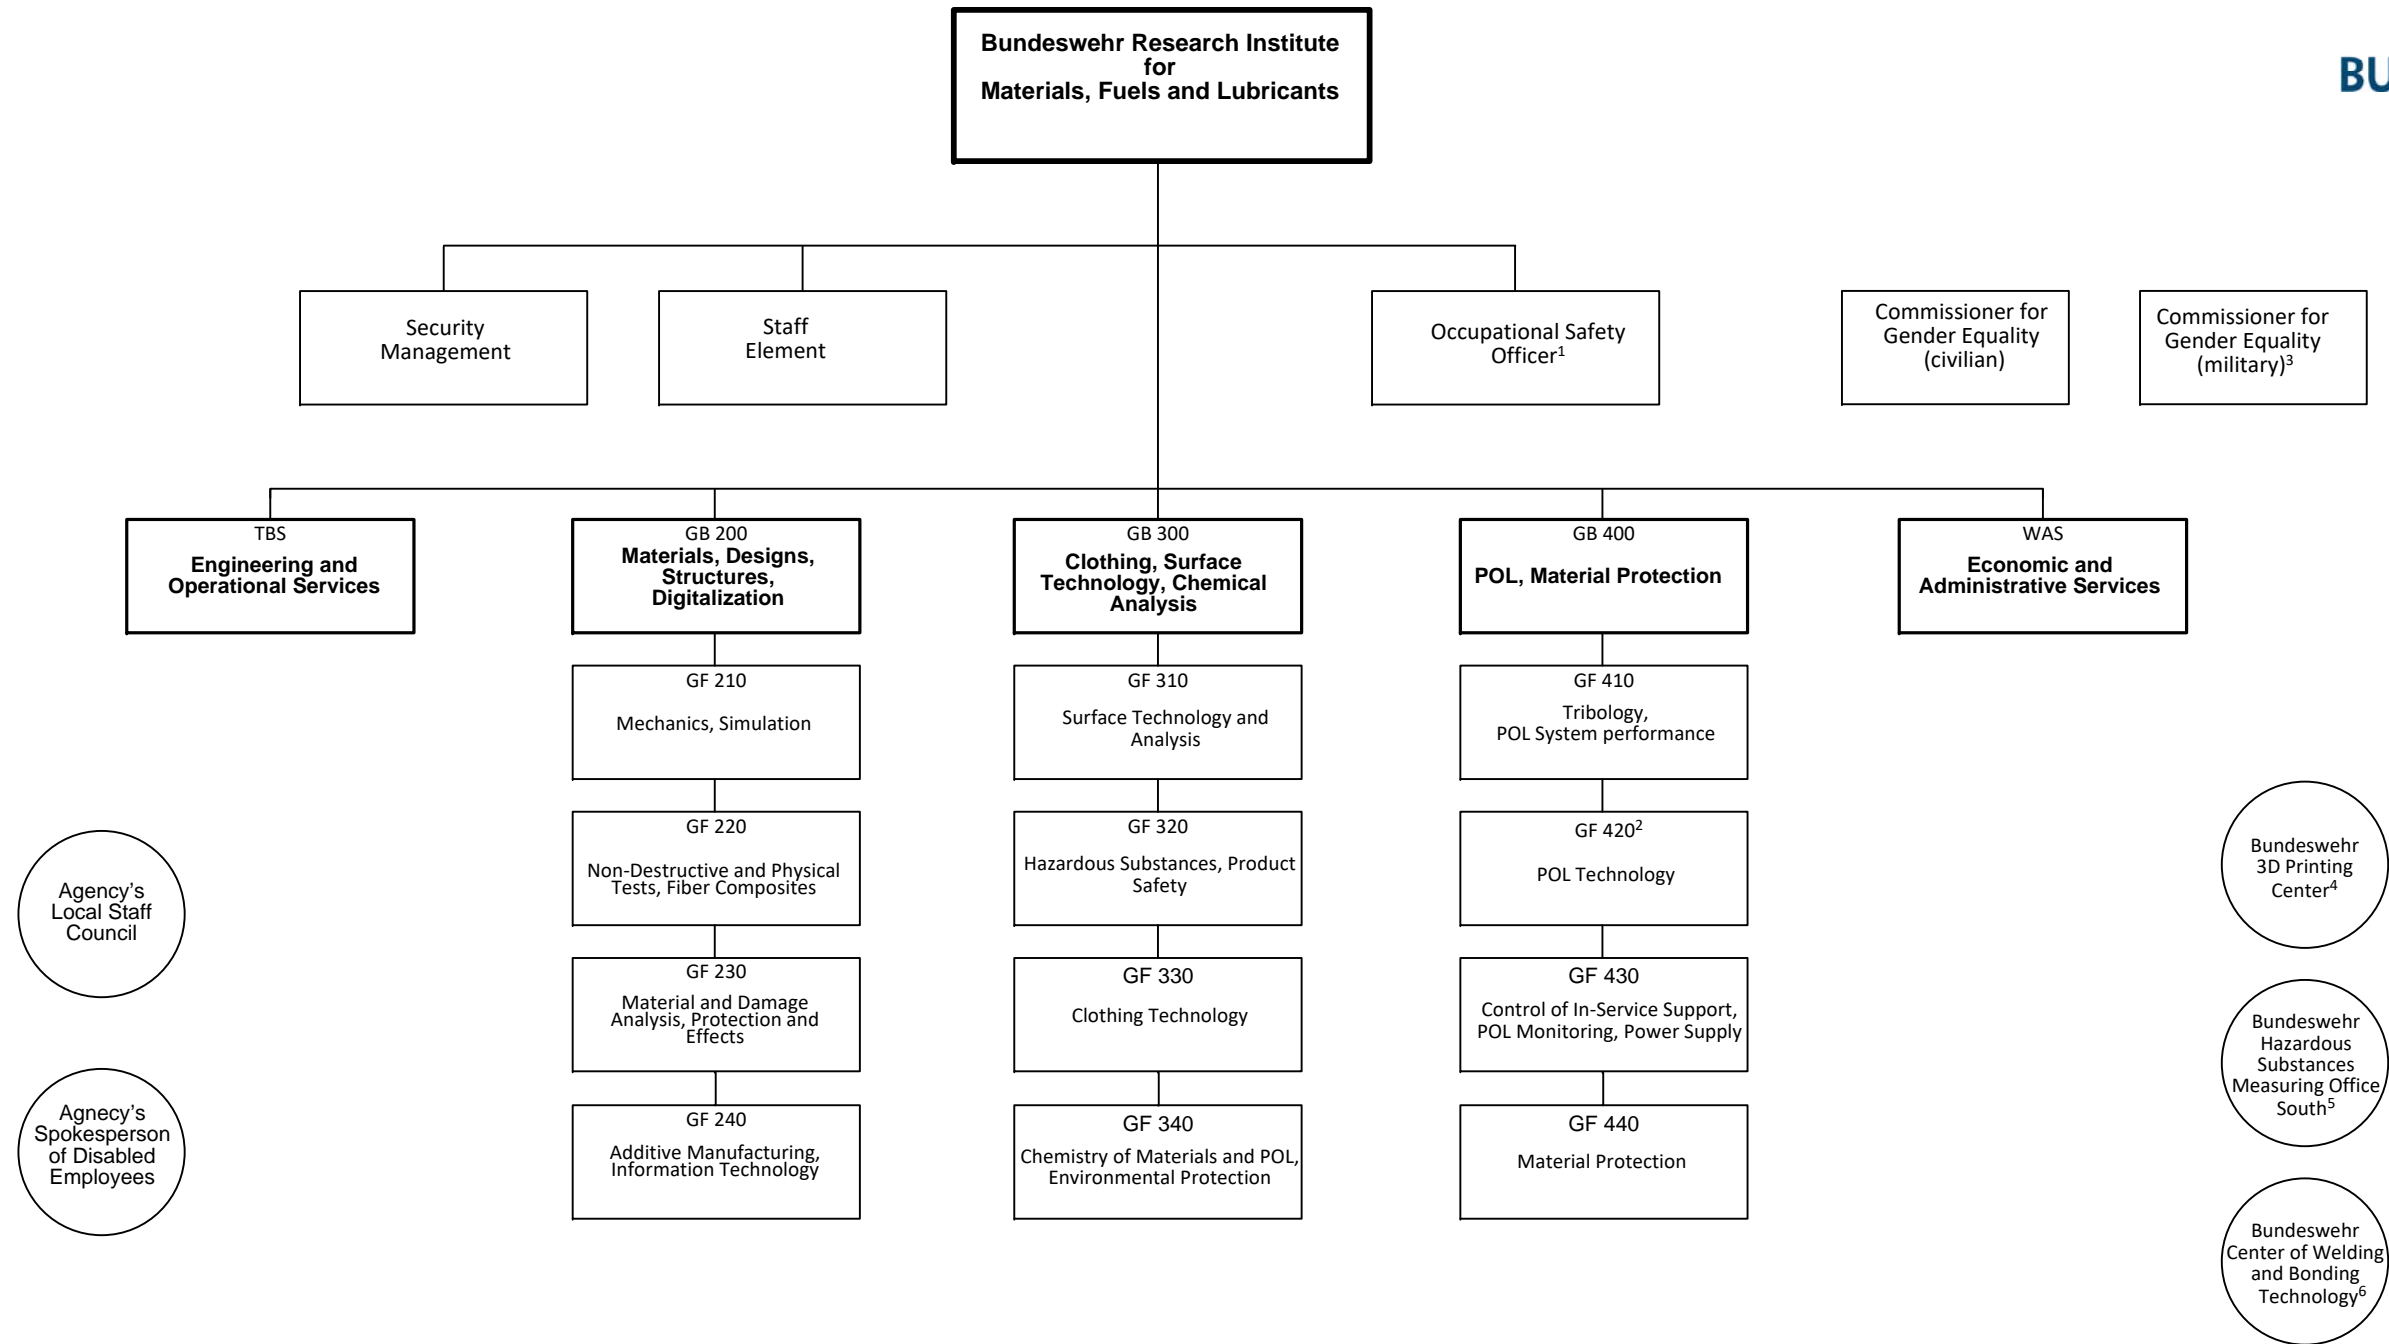 Bundeswehr Research Institute
for
Materials, Fuels and Lubricants
BU
Security
Management
Staff
Element
Occupational Safety
Officer1
Commissioner for
Gender Equality
(civilian)
Commissioner for
Gender Equality
(military)3
TBS
Engineering and
Operational Services
GB 200
Materials, Designs,
Structures,
Digitalization
GB 300
Clothing, Surface
Technology, Chemical
Analysis
GB 400
POL, Material Protection
WAS
Economic and
Administrative Services
GF 210
Mechanics, Simulation
GF 310
Surface Technology and
Analysis
GF 410
Tribology,
POL System performance
GF 220
Non-Destructive and Physical
Tests, Fiber Composites
GF 320
Hazardous Substances, Product
Safety
GF 4202
POL Technology
GF 230
Material and Damage
Analysis, Protection and
Effects
GF 330
Clothing Technology
GF 430
Control of In-Service Support,
POL Monitoring, Power Supply
GF 240
Additive Manufacturing,
Information Technology
GF 340
Chemistry of Materials and POL,
Environmental Protection
GF 440
Material Protection
Agency’s
Local Staff
Council
Agnecy’s
Spokesperson
of Disabled
Employees
Bundeswehr
3D Printing
Center4
Bundeswehr
Hazardous
Substances
Measuring Office
South5
Bundeswehr
Center of Welding
and Bonding
Technology6